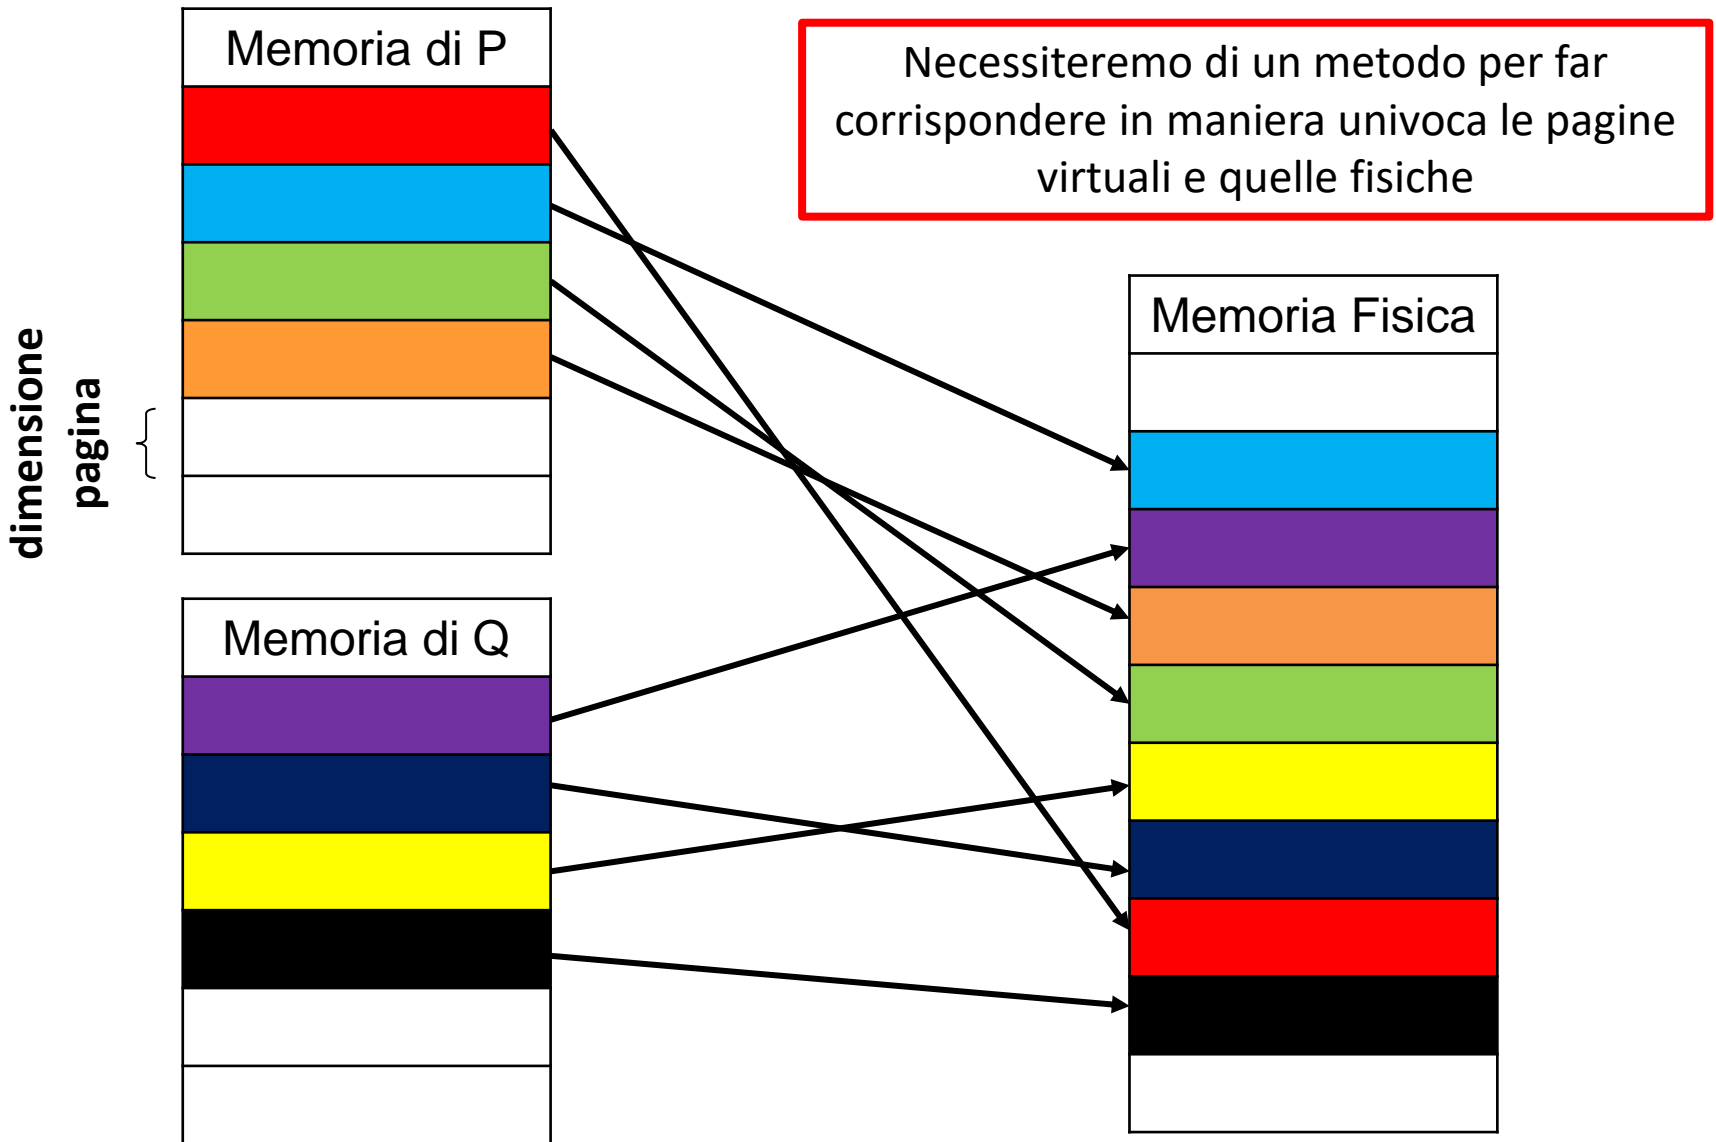 Memoria di P
Necessiteremo di un metodo per far
corrispondere in maniera univoca le pagine
virtuali e quelle fisiche
dimensione
pagina
Memoria Fisica
Memoria di Q